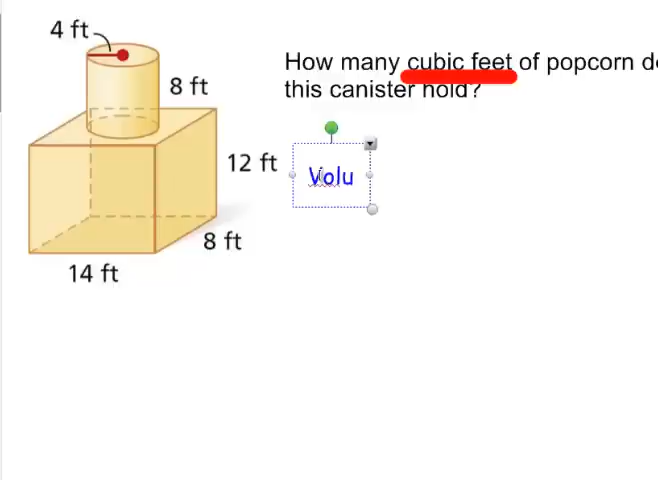 4 ft
How many cubic feet of popcorn
8 ft
this canister hold?
12 ft
Volu
8 ft
14 ft